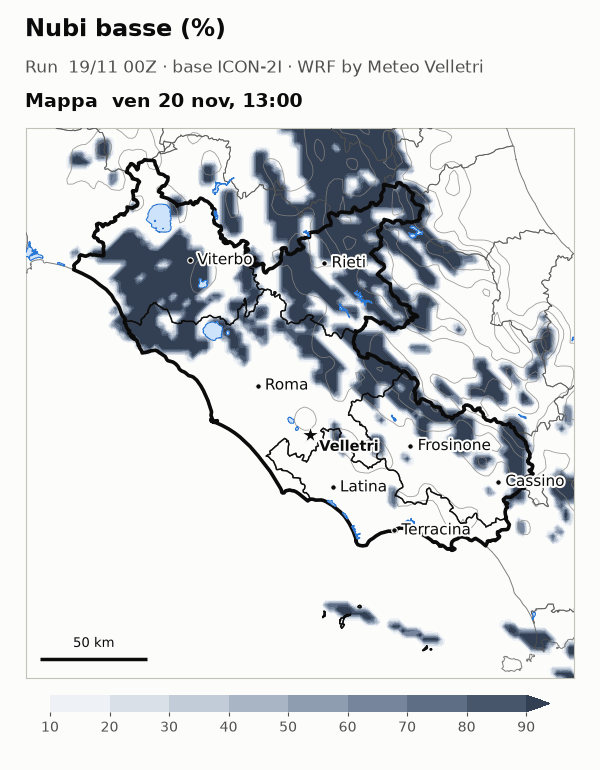 Nubi basse (%)
Run 19/11 00Z · base ICON-2I · WRF by Meteo Velletri
Mappa ven 20 nov, 13:00
Viterbo
Rieti
Roma
Velletri
Frosinone
Latina
Cassino
Terracina
50 km
10 20 30 40 50 60 70 80 90